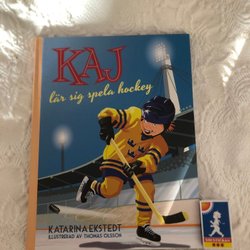 KAJ
lär sig spela hockey
KATARINA EKSTEDT
ILLUSTRERAD AV THOMAS OLSSON